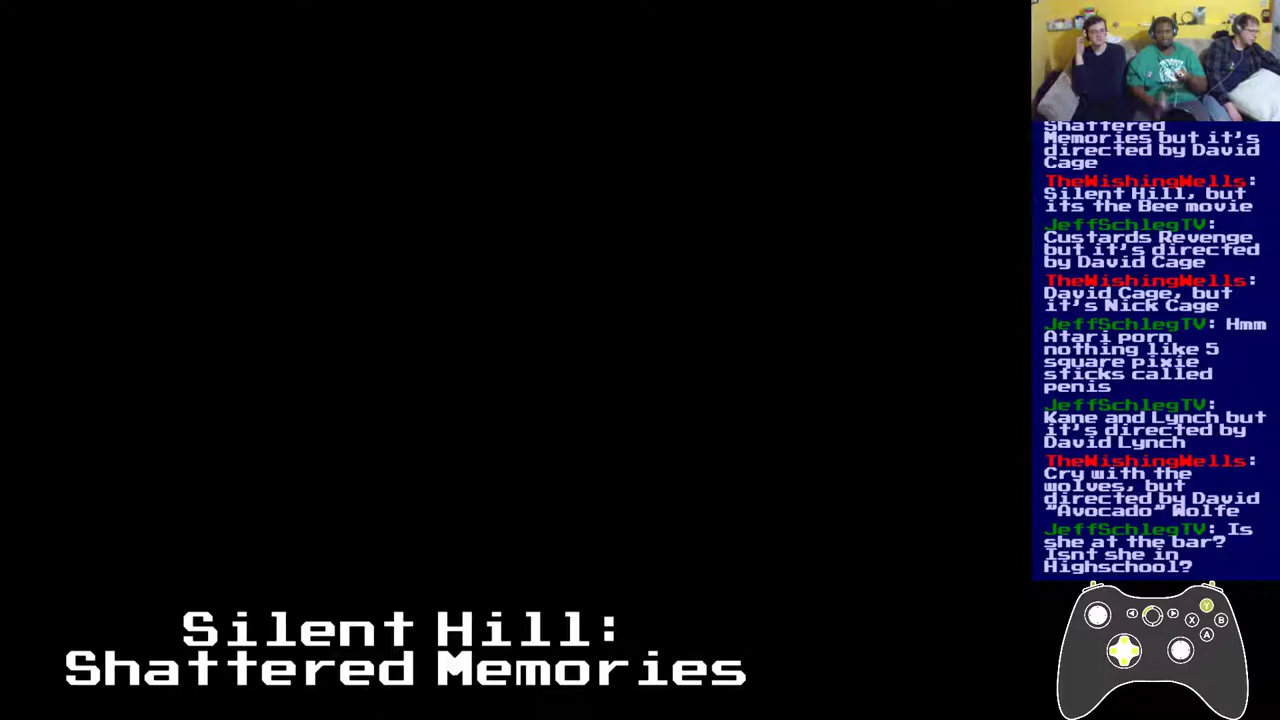 Shattered
Memories but it's
directed by David
Cage
TheWishingWells:
Silent Hill, but
its the Bee movie
JeffSchlegTV:
Custards Revenge
but it's directed
by David Cage
TheWishingWells:
David Cage, but
it's Nick Cage
JeffSchlegTV: Hmm
Atari porn
nothing like 5
square pixie
sticks called
penis
JeffSchlegTV:
Kane and Lynch but
it's directed by
David Lynch
TheWishingWells:
Cry with the
wolves, but
directed by David
"Avocado" Wolfe
JeffSchlegTV: Is
she at the bar?
Isnt she in
Highschool?
Y
X B
A
Silent Hill:
Shattered Memories